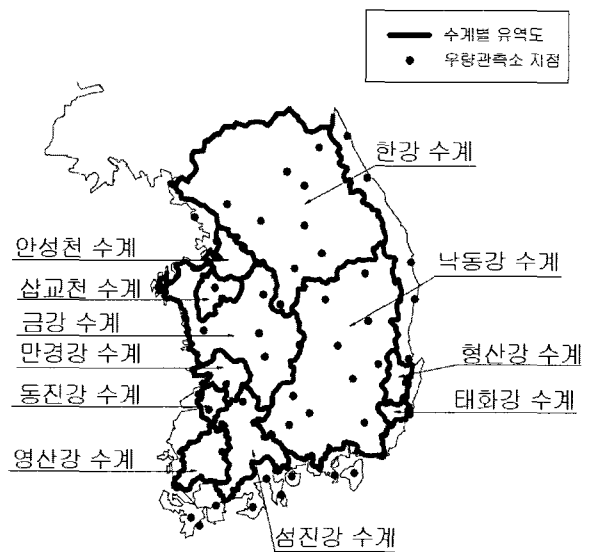 수계별 유역도
우량관측소 지점
한강 수계
안성천 수계
낙동강 수계
삽교천 수계
금강 수계
만경강 수계
형산강 수계
동진강 수계
태화강 수계
영산강 수계
섬진강 수계